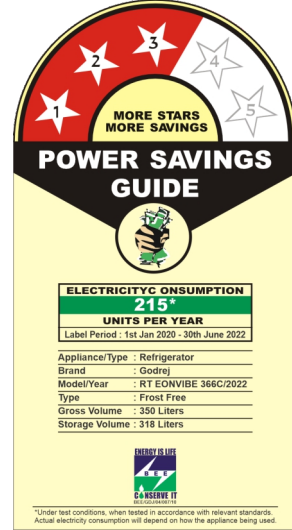 1
2
3
4
5
MORE STARS
MORE SAVINGS
POWER SAVINGS
GUIDE
ELECTRICITYC ONSUMPTION
215*
UNITS PER YEAR
Label Period : 1st Jan 2020 - 30th June 2022
Appliance/Type : Refrigerator
Brand : Godrej
Model/Year : RT EONVIBE 366C/2022
Type : Frost Free
Gross Volume : 350 Liters
Storage Volume : 318 Liters
ENERGY IS LIFE
BEE
CONSERVE IT
*Under test conditions, when tested in accordance with relevant standards.
Actual electricity consumption will depend on how the appliance being used.